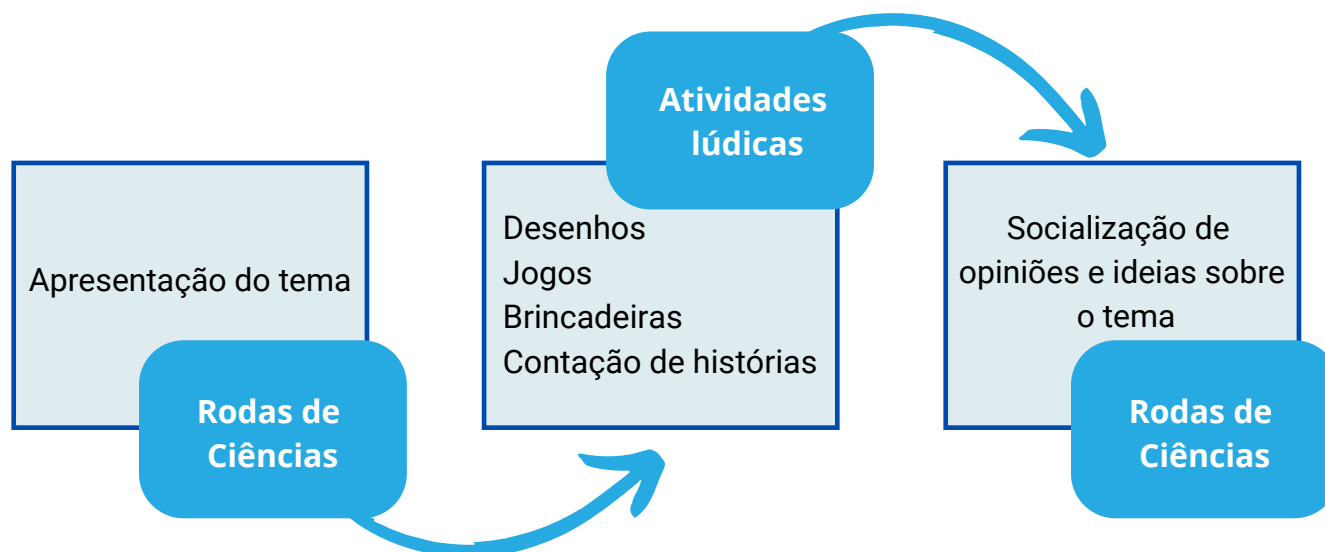 Apresentação do tema
Rodas de
Ciências
Atividades
lúdicas
Desenhos
Jogos
Brincadeiras
Contação de histórias
Socialização de
opiniões e ideias sobre
o tema
Rodas de
Ciências